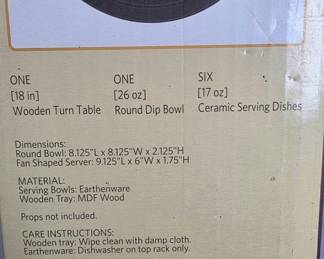 ONE ONE SIX
[18 in] [26 oz] [17 oz]
Wooden Turn Table Round Dip Bowl Ceramic Serving Dishes
Dimensions:
Round Bowl: 8.125"L x 8.125"W x 2.125"H
Fan Shaped Server: 9.125"L x 6"W x 1.75"H
MATERIAL:
Serving Bowls: Earthenware
Wooden Tray: MDF Wood
Props not included.
CARE INSTRUCTIONS:
Wooden tray: Wipe clean with damp cloth.
Earthenware: Dishwasher on top rack only.